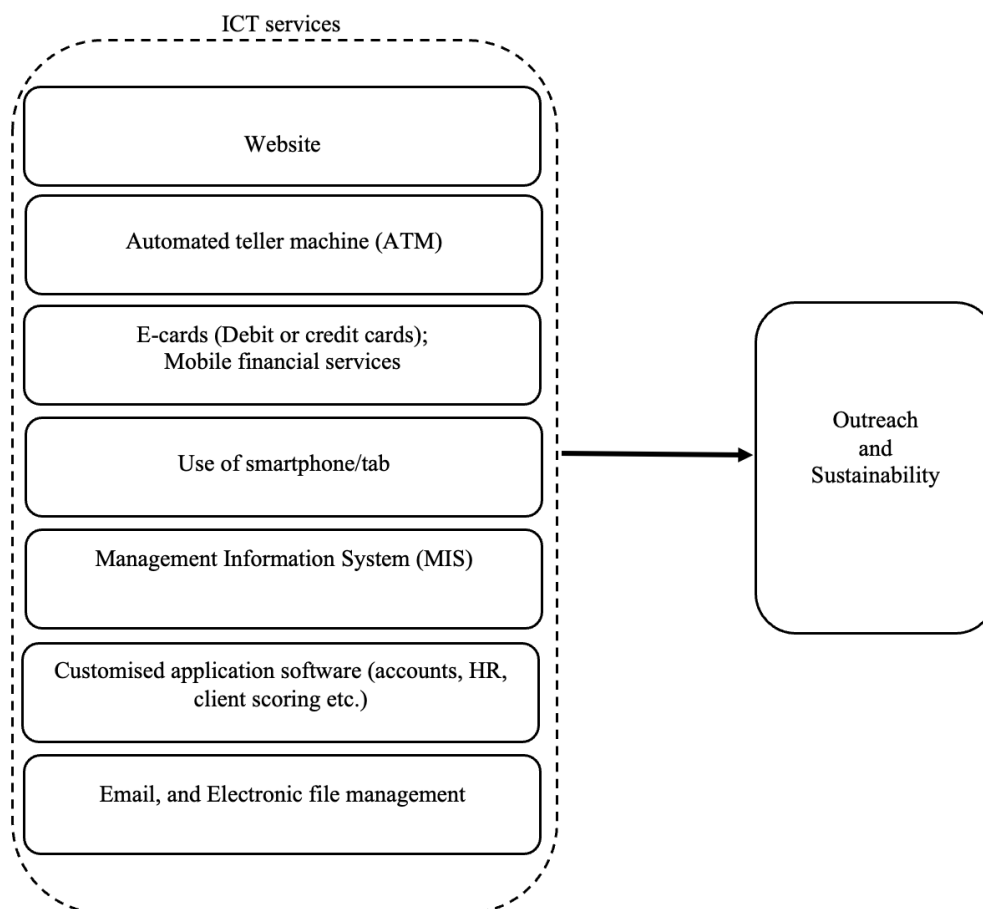 ICT services
Website
Automated teller machine (ATM)
E-cards (Debit or credit cards);
Mobile financial services
Use of smartphone/tab
Management Information System (MIS)
Customised application software (accounts, HR,
client scoring etc.)
Email, and Electronic file management
Outreach
and
Sustainability